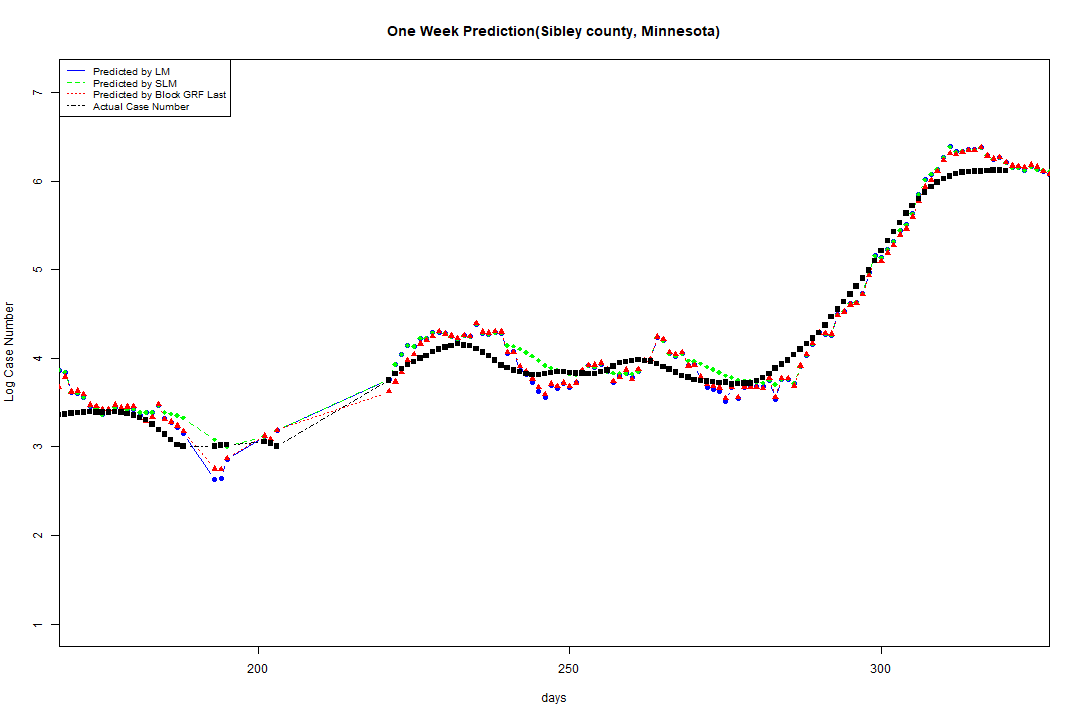 One Week Prediction(Sibley county, Minnesota)
Predicted by LM
Predicted by SLM
Predicted by Block GRF Last
Actual Case Number
7
6
5
4
3
2
1
Log Case Number
200
250
300
days